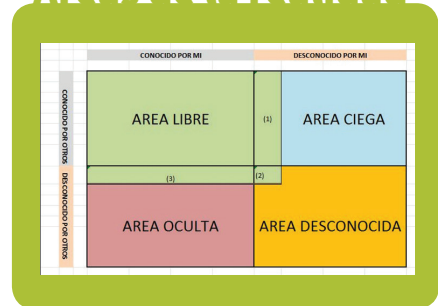 CONOCIDO POR MI
DESCONOCIDO POR MI
CONOCIDO POR OTROS
AREA LIBRE
(1)
AREA CIEGA
(3)
(2)
DESCONOCIDO POR OTROS
AREA OCULTA
AREA DESCONOCIDA